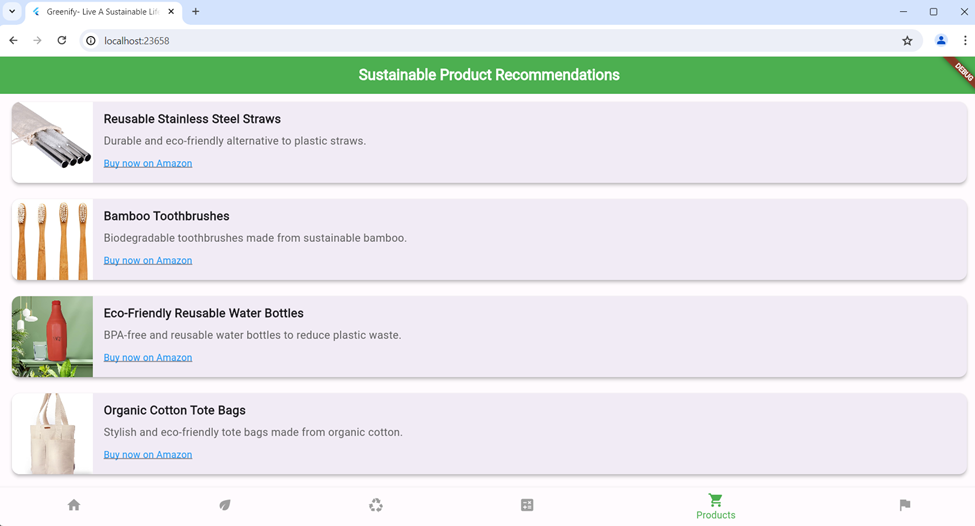 Greenify- Live A Sustainable Lif
localhost:23658
Sustainable Product Recommendations
DEBUG
Reusable Stainless Steel Straws
Durable and eco-friendly alternative to plastic straws.
Buy now on Amazon
Bamboo Toothbrushes
Biodegradable toothbrushes made from sustainable bamboo.
Buy now on Amazon
Eco-Friendly Reusable Water Bottles
BPA-free and reusable water bottles to reduce plastic waste.
Buy now on Amazon
Organic Cotton Tote Bags
Stylish and eco-friendly tote bags made from organic cotton.
Buy now on Amazon
Products